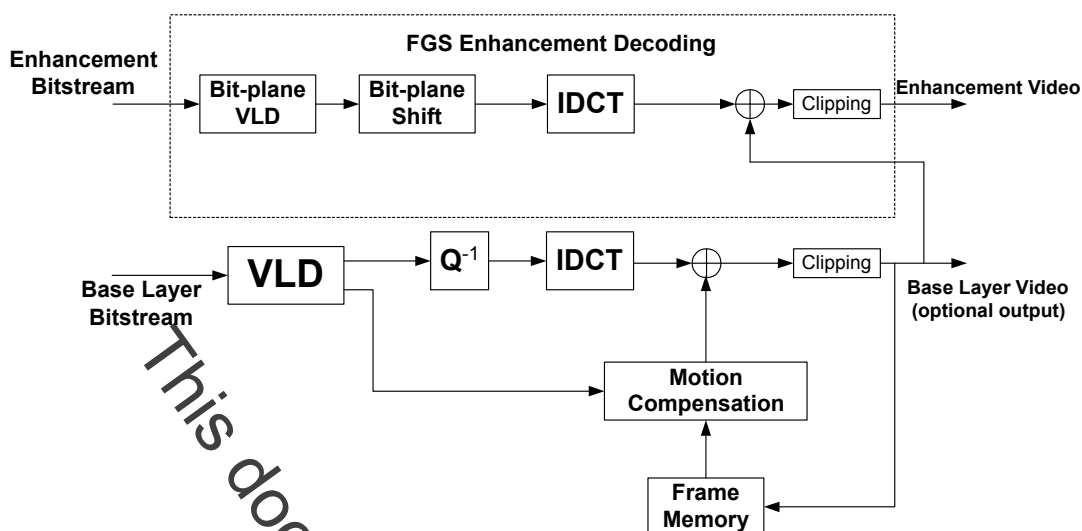 FGS Enhancement Decoding
Enhancement
Bitstream
Bit-plane
VLD
Bit-plane
Shift
IDCT
Clipping
Enhancement Video
Base Layer
Bitstream
VLD
Q-1
IDCT
Clipping
Base Layer Video
(optional output)
Motion
Compensation
Frame
Memory
This